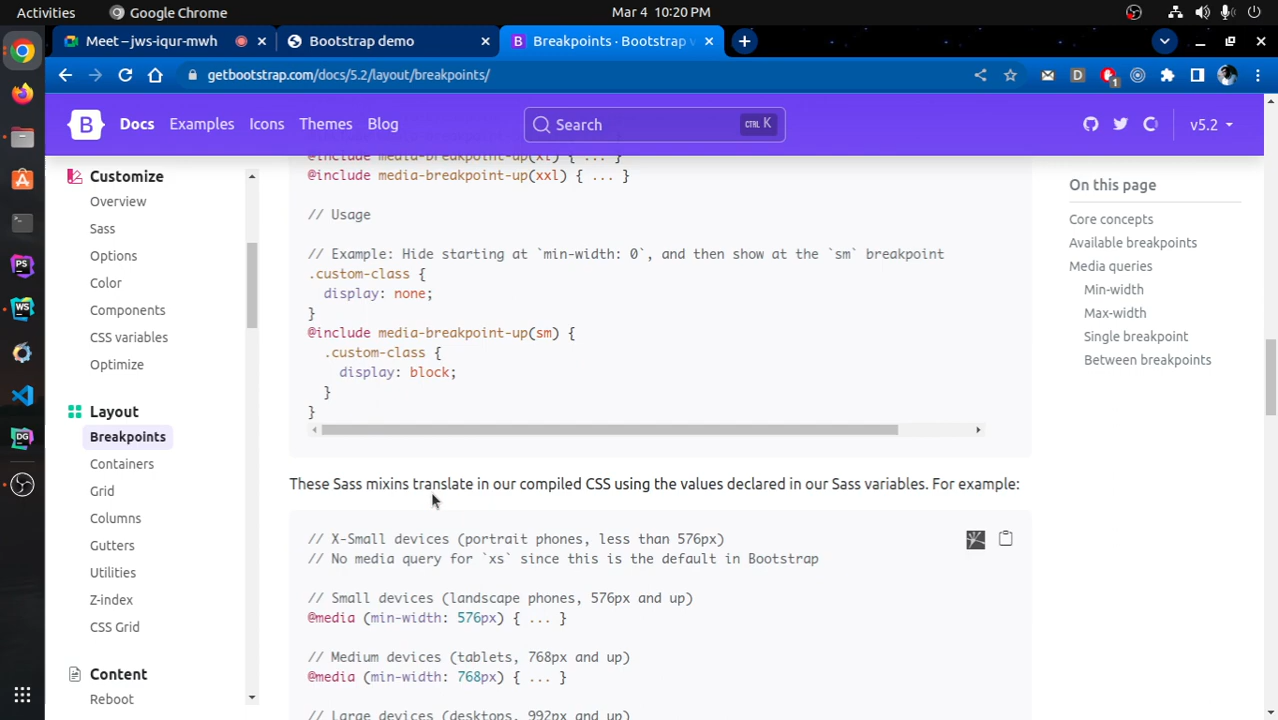 Activities
Google Chrome
Mar 4 10:20 PM
Meet – jws-iqur-mwh
Bootstrap demo
Breakpoints · Bootstrap v
getbootstrap.com/docs/5.2/layout/breakpoints/
B
Docs
Examples
Icons
Themes
Blog
Search
CTRL K
v5.2
Customize
Overview
Sass
Options
Color
Components
CSS variables
Optimize
Layout
Breakpoints
Containers
Grid
Columns
Gutters
Utilities
Z-index
CSS Grid
Content
Reboot
@include media-breakpoint-up(xl) { ... }
@include media-breakpoint-up(xxl) { ... }
// Usage
// Example: Hide starting at `min-width: 0`, and then show at the `sm` breakpoint
.custom-class {
display: none;
}
@include media-breakpoint-up(sm) {
.custom-class {
display: block;
}
}
These Sass mixins translate in our compiled CSS using the values declared in our Sass variables. For example:
// X-Small devices (portrait phones, less than 576px)
// No media query for `xs` since this is the default in Bootstrap
// Small devices (landscape phones, 576px and up)
@media (min-width: 576px) { ... }
// Medium devices (tablets, 768px and up)
@media (min-width: 768px) { ... }
// Large devices (desktops, 992px and up)
On this page
Core concepts
Available breakpoints
Media queries
Min-width
Max-width
Single breakpoint
Between breakpoints